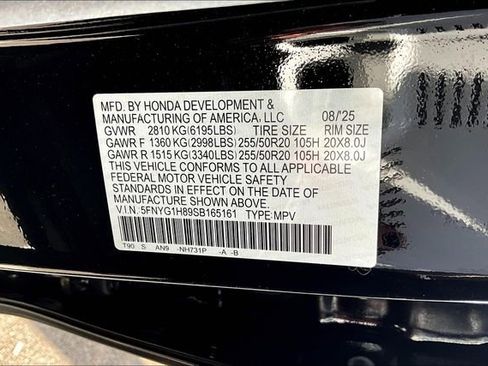 MFD. BY HONDA DEVELOPMENT &
MANUFACTURING OF AMERICA, LLC 08/'25
GVWR 2810 KG(6195LBS) TIRE SIZE RIM SIZE
GAWR F 1360 KG(2998LBS) 255/50R20 105H 20X8.0J
GAWR R 1515 KG(3340LBS) 255/50R20 105H 20X8.0J
THIS VEHICLE CONFORMS TO ALL APPLICABLE
FEDERAL MOTOR VEHICLE SAFETY
STANDARDS IN EFFECT ON THE DATE OF
MANUFACTURE SHOWN ABOVE.
V.I.N. 5FNYG1H89SB165161 TYPE: MPV
T90 S AN9 -NH731P -A -B